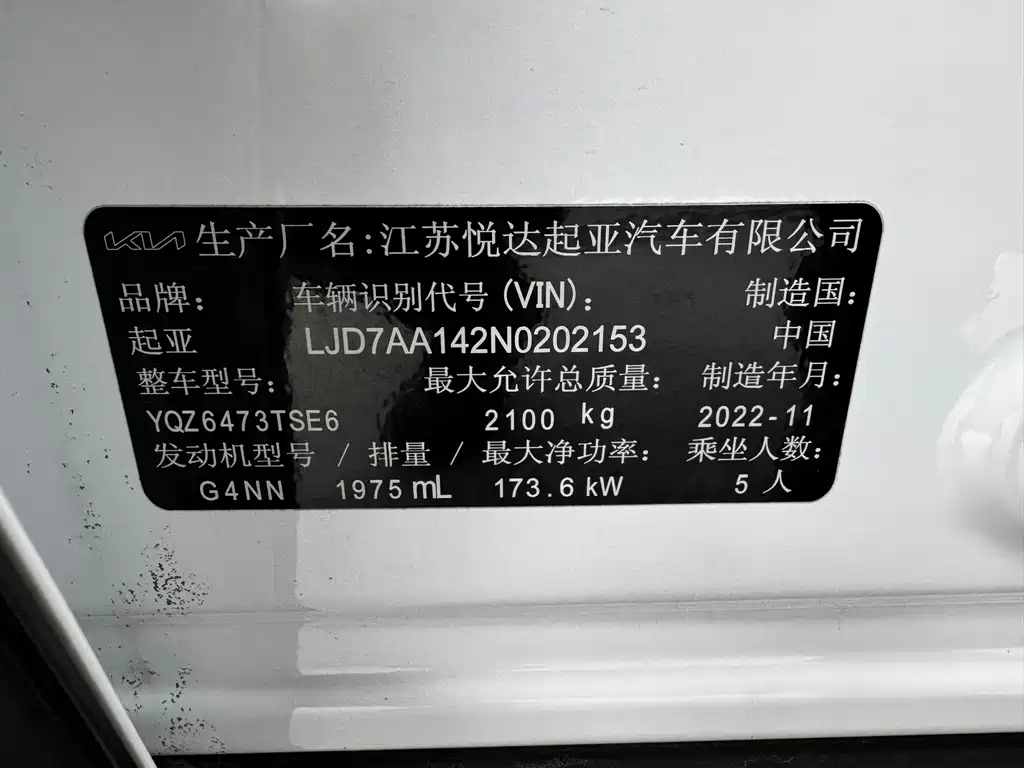 KIA 生产厂名:江苏悦达起亚汽车有限公司
品牌: 车辆识别代号(VIN): 制造国:
起亚 LJD7AA142N0202153 中国
整车型号: 最大允许总质量: 制造年月:
YQZ6473TSE6 2100 kg 2022-11
发动机型号 / 排量 / 最大净功率: 乘坐人数:
G4NN 1975 mL 173.6 kW 5 人